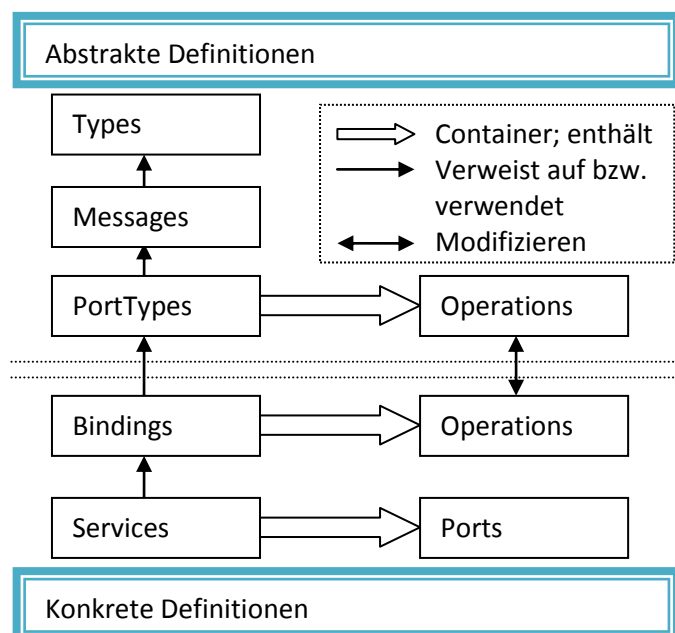 Abstrakte Definitionen
Types
Container; enthält
Verweist auf bzw.
verwendet
Modifizieren
Messages
PortTypes
Operations
Bindings
Operations
Services
Ports
Konkrete Definitionen